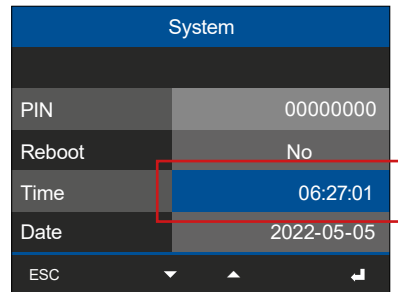 System
PIN 00000000
Reboot No
Time 06:27:01
Date 2022-05-05
ESC